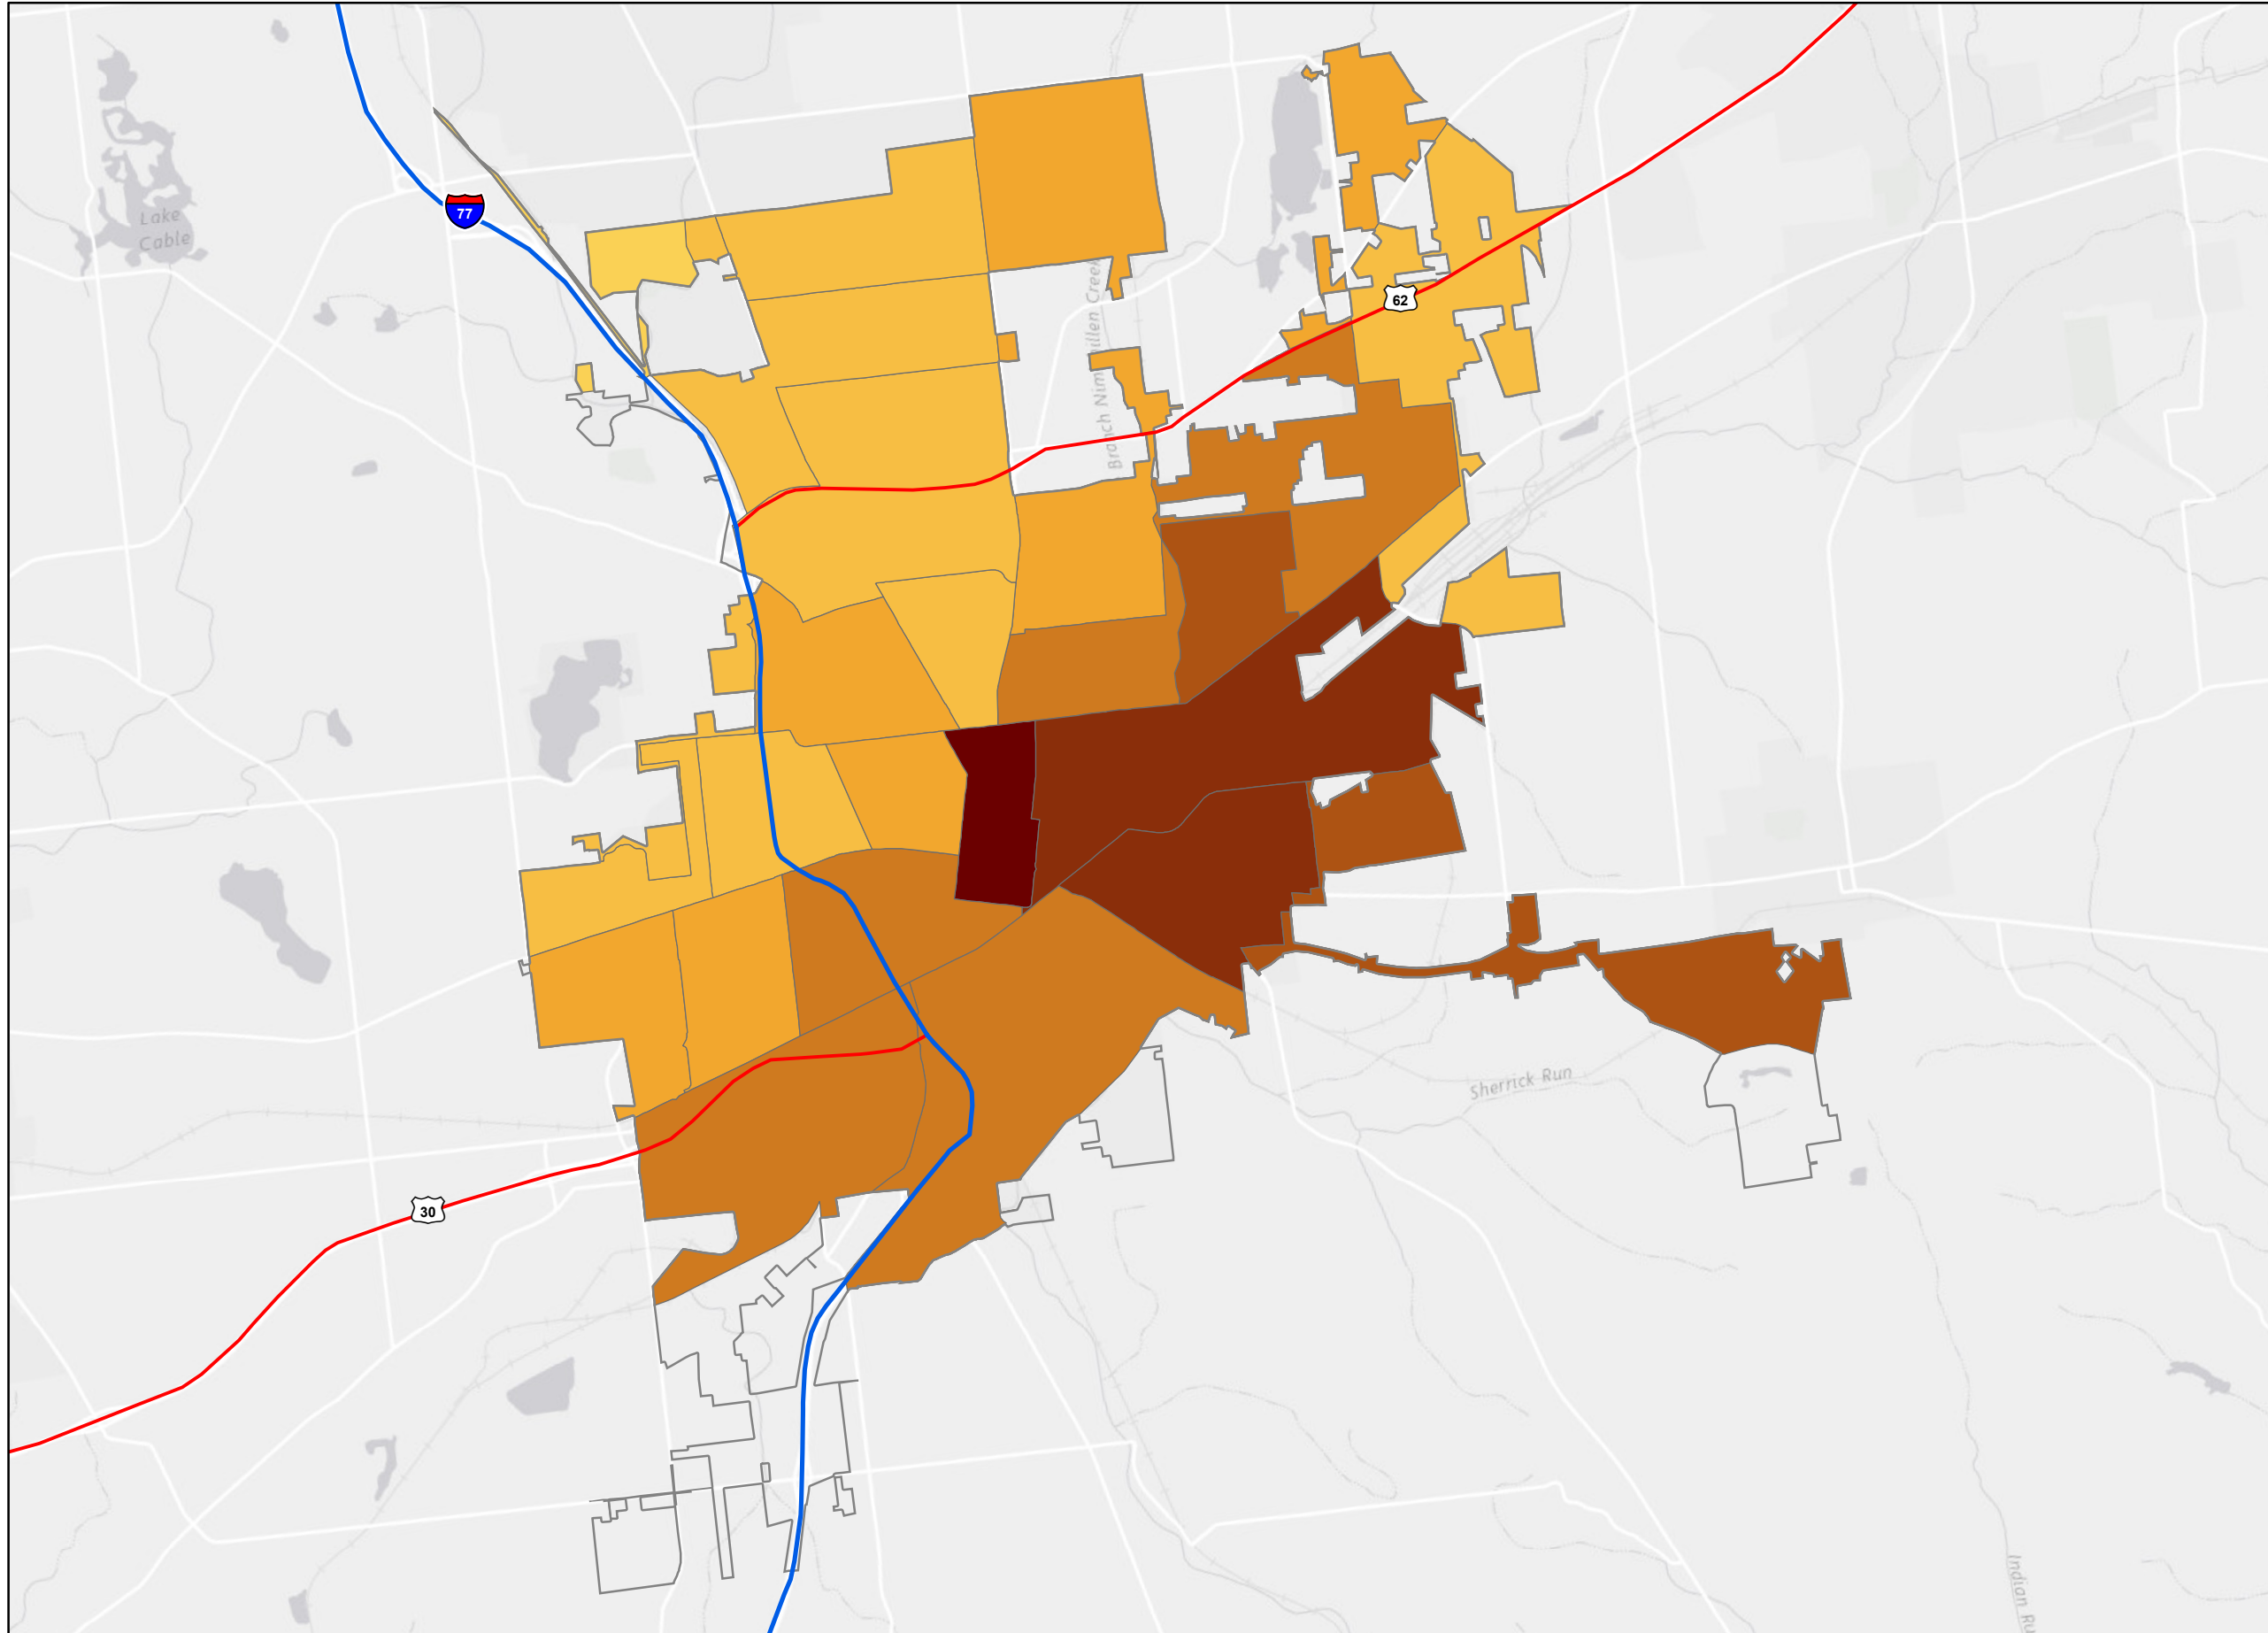 77
Lake
Cable
Branch Nimishillen Creek
62
Sherrick Run
30
Indian Ru